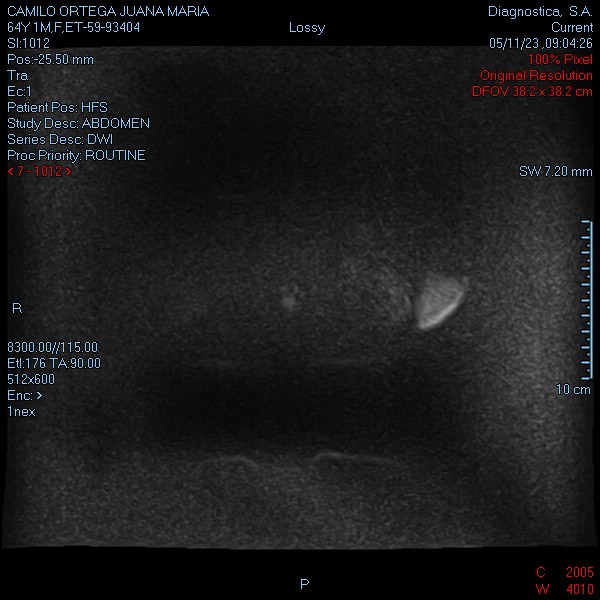 CAMILO ORTEGA JUANA MARIA
64Y 1M,F,ET-59-93404
Sl:1012
Pos:-25.50 mm
Tra
Ec:1
Patient Pos: HFS
Study Desc: ABDOMEN
Series Desc: DWI
Proc Priority: ROUTINE
< 7 - 1012 >
Lossy
Diagnostica, S.A.
Current
05/11/23 ,09:04:26
100% Pixel
Original Resolution
DFOV 38.2 x 38.2 cm
SW 7.20 mm
R
8300.00//115.00
Etl:176 TA:90.00
512x600
Enc: >
1nex
10 cm
P
C 2005
W 4010